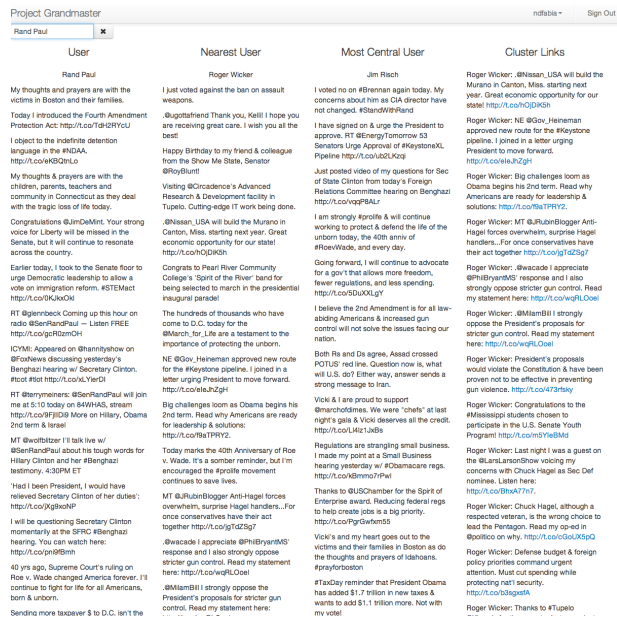 Project Grandmaster
ndfabia
Sign Out
Rand Paul
User
Rand Paul
My thoughts and prayers are with the
victims in Boston and their families.
Today I introduced the Fourth Amendment
Protection Act: http://t.co/TdH2RYcU
I object to the indefinite detention
language in the #NDAA.
http://t.co/eKBQtnLo
My thoughts & prayers are with the
children, parents, teachers and
community in Connecticut as they deal
with the tragic loss of life today.
Congratulations @JimDeMint. Your strong
voice for Liberty will be missed in the
Senate, but it will continue to resonate
across the country.
Earlier today, I took to the Senate floor to
urge Democratic leadership to allow a
vote on immigration reform. #STEMact
http://t.co/0KJkxOkl
RT @glennbeck Coming up this hour on
radio @SenRandPaul — Listen FREE
http://t.co/gcR0zmOH
ICYMI: Appeared on @hannityshow on
@FoxNews discussing yesterday's
Benghazi hearing w/ Secretary Clinton.
#tcot #tlot http://t.co/xLYierDI
RT @terrymeiners: @SenRandPaul will join
me at 5:10 today on 84WHAS, stream
http://t.co/9FjIIDi9 More on Hillary, Obama
2nd term & Israel
MT @wolfblitzer I'll talk live w/
@SenRandPaul about his tough words for
Hillary Clinton and her #Benghazi
testimony. 4:30PM ET
'Had I been President, I would have
relieved Secretary Clinton of her duties':
http://t.co/jXg9xoNP
I will be questioning Secretary Clinton
momentarily at the SFRC #Benghazi
hearing. You can watch here:
http://t.co/pni9fBmh
40 yrs ago, Supreme Court's ruling on
Roe v. Wade changed America forever. I'll
continue to fight for life for all Americans,
born & unborn.
Sending more taxpayer $ to D.C. isn't the
Nearest User
Roger Wicker
I just voted against the ban on assault
weapons.
.@ugottafriend Thank you, Kelli! I hope you
are receiving great care. I wish you all the
best!
Happy Birthday to my friend & colleague
from the Show Me State, Senator
@RoyBlunt!
Visiting @Circadence's Advanced
Research & Development facility in
Tupelo. Cutting-edge IT work being done.
.@Nissan_USA will build the Murano in
Canton, Miss. starting next year. Great
economic opportunity for our state!
http://t.co/hOjDiK5h
Congrats to Pearl River Community
College's 'Spirit of the River' band for
being selected to march in the presidential
inaugural parade!
The hundreds of thousands who have
come to D.C. today for the
@March_for_Life are a testament to the
importance of protecting the unborn.
NE @Gov_Heineman approved new route
for the #Keystone pipeline. I joined in a
letter urging President to move forward.
http://t.co/eIeJhZgH
Big challenges loom as Obama begins his
2nd term. Read why Americans are ready
for leadership & solutions:
http://t.co/f9aTPRY2.
Today marks the 40th Anniversary of Roe
v. Wade. It's a somber reminder, but I'm
encouraged the #prolife movement
continues to save lives.
MT @JRubinBlogger Anti-Hagel forces
overwhelm, surprise Hagel handlers...For
once conservatives have their act
together http://t.co/jgTdZSg7
.@wacade I appreciate @PhilBryantMS'
response and I also strongly oppose
stricter gun control. Read my statement
here: http://t.co/wqRLOoel
.@MilamBill I strongly oppose the
President's proposals for stricter gun
control. Read my statement here:
Most Central User
Jim Risch
I voted no on #Brennan again today. My
concerns about him as CIA director have
not changed. #StandWithRand
I have signed on & urge the President to
approve. RT @EnergyTomorrow 53
Senators Urge Approval of #KeystoneXL
Pipeline http://t.co/ub2LKzqi
Just posted video of my questions for Sec
of State Clinton from today's Foreign
Relations Committee hearing on Benghazi
http://t.co/vqqP8ALr
I am strongly #prolife & will continue
working to protect & defend the life of the
unborn today, the 40th anniv of
#RoevWade, and every day.
Going forward, I will continue to advocate
for a gov't that allows more freedom,
fewer regulations, and less spending.
http://t.co/5DuXXLgY
I believe the 2nd Amendment is for all law-
abiding Americans & increased gun
control will not solve the issues facing our
nation.
Both Rs and Ds agree, Assad crossed
POTUS' red line. Question now is, what
will U.S. do? Either way, answer sends a
strong message to Iran.
Vicki & I are proud to support
@marchofdimes. We were "chefs" at last
night's gala & Vicki deserves all the credit.
http://t.co/LI4lz1JxBs
Regulations are strangling small business.
I made my point at a Small Business
hearing yesterday w/ #Obamacare regs.
http://t.co/kBmmo7rPwl
Thanks to @USChamber for the Spirit of
Enterprise award. Reducing federal regs
to help create jobs is a big priority.
http://t.co/PgrGwfxm55
Vicki's and my heart goes out to the
victims and their families in Boston as do
the thoughts and prayers of Idahoans.
#prayforboston
#TaxDay reminder that President Obama
has added $1.7 trillion in new taxes &
wants to add $1.1 trillion more. Not with
my vote!
Cluster Links
Roger Wicker: .@Nissan_USA will build the
Murano in Canton, Miss. starting next
year. Great economic opportunity for our
state! http://t.co/hOjDiK5h
Roger Wicker: NE @Gov_Heineman
approved new route for the #Keystone
pipeline. I joined in a letter urging
President to move forward.
http://t.co/eIeJhZgH
Roger Wicker: Big challenges loom as
Obama begins his 2nd term. Read why
Americans are ready for leadership &
solutions: http://t.co/f9aTPRY2.
Roger Wicker: MT @JRubinBlogger Anti-
Hagel forces overwhelm, surprise Hagel
handlers...For once conservatives have
their act together http://t.co/jgTdZSg7
Roger Wicker: .@wacade I appreciate
@PhilBryantMS' response and I also
strongly oppose stricter gun control. Read
my statement here: http://t.co/wqRLOoel
Roger Wicker: .@MilamBill I strongly
oppose the President's proposals for
stricter gun control. Read my statement
here: http://t.co/wqRLOoel
Roger Wicker: President's proposals
would violate the Constitution & have been
proven not to be effective in preventing
gun violence. http://t.co/473rfsky
Roger Wicker: Congratulations to the
#Mississippi students chosen to
participate in the U.S. Senate Youth
Program! http://t.co/m5YleBMd
Roger Wicker: Last night I was a guest on
the @LarsLarsonShow voicing my
concerns with Chuck Hagel as Sec Def
nominee. Listen here:
http://t.co/BhxA77n7.
Roger Wicker: Chuck Hagel, although a
respected veteran, is the wrong choice to
lead the Pentagon. Read my op-ed in
@politico on why. http://t.co/cGoUX5pQ
Roger Wicker: Defense budget & foreign
policy priorities command urgent
attention. Must cut spending while
protecting nat'l security.
http://t.co/b3sgxsfA
Roger Wicker: Thanks to #Tupelo